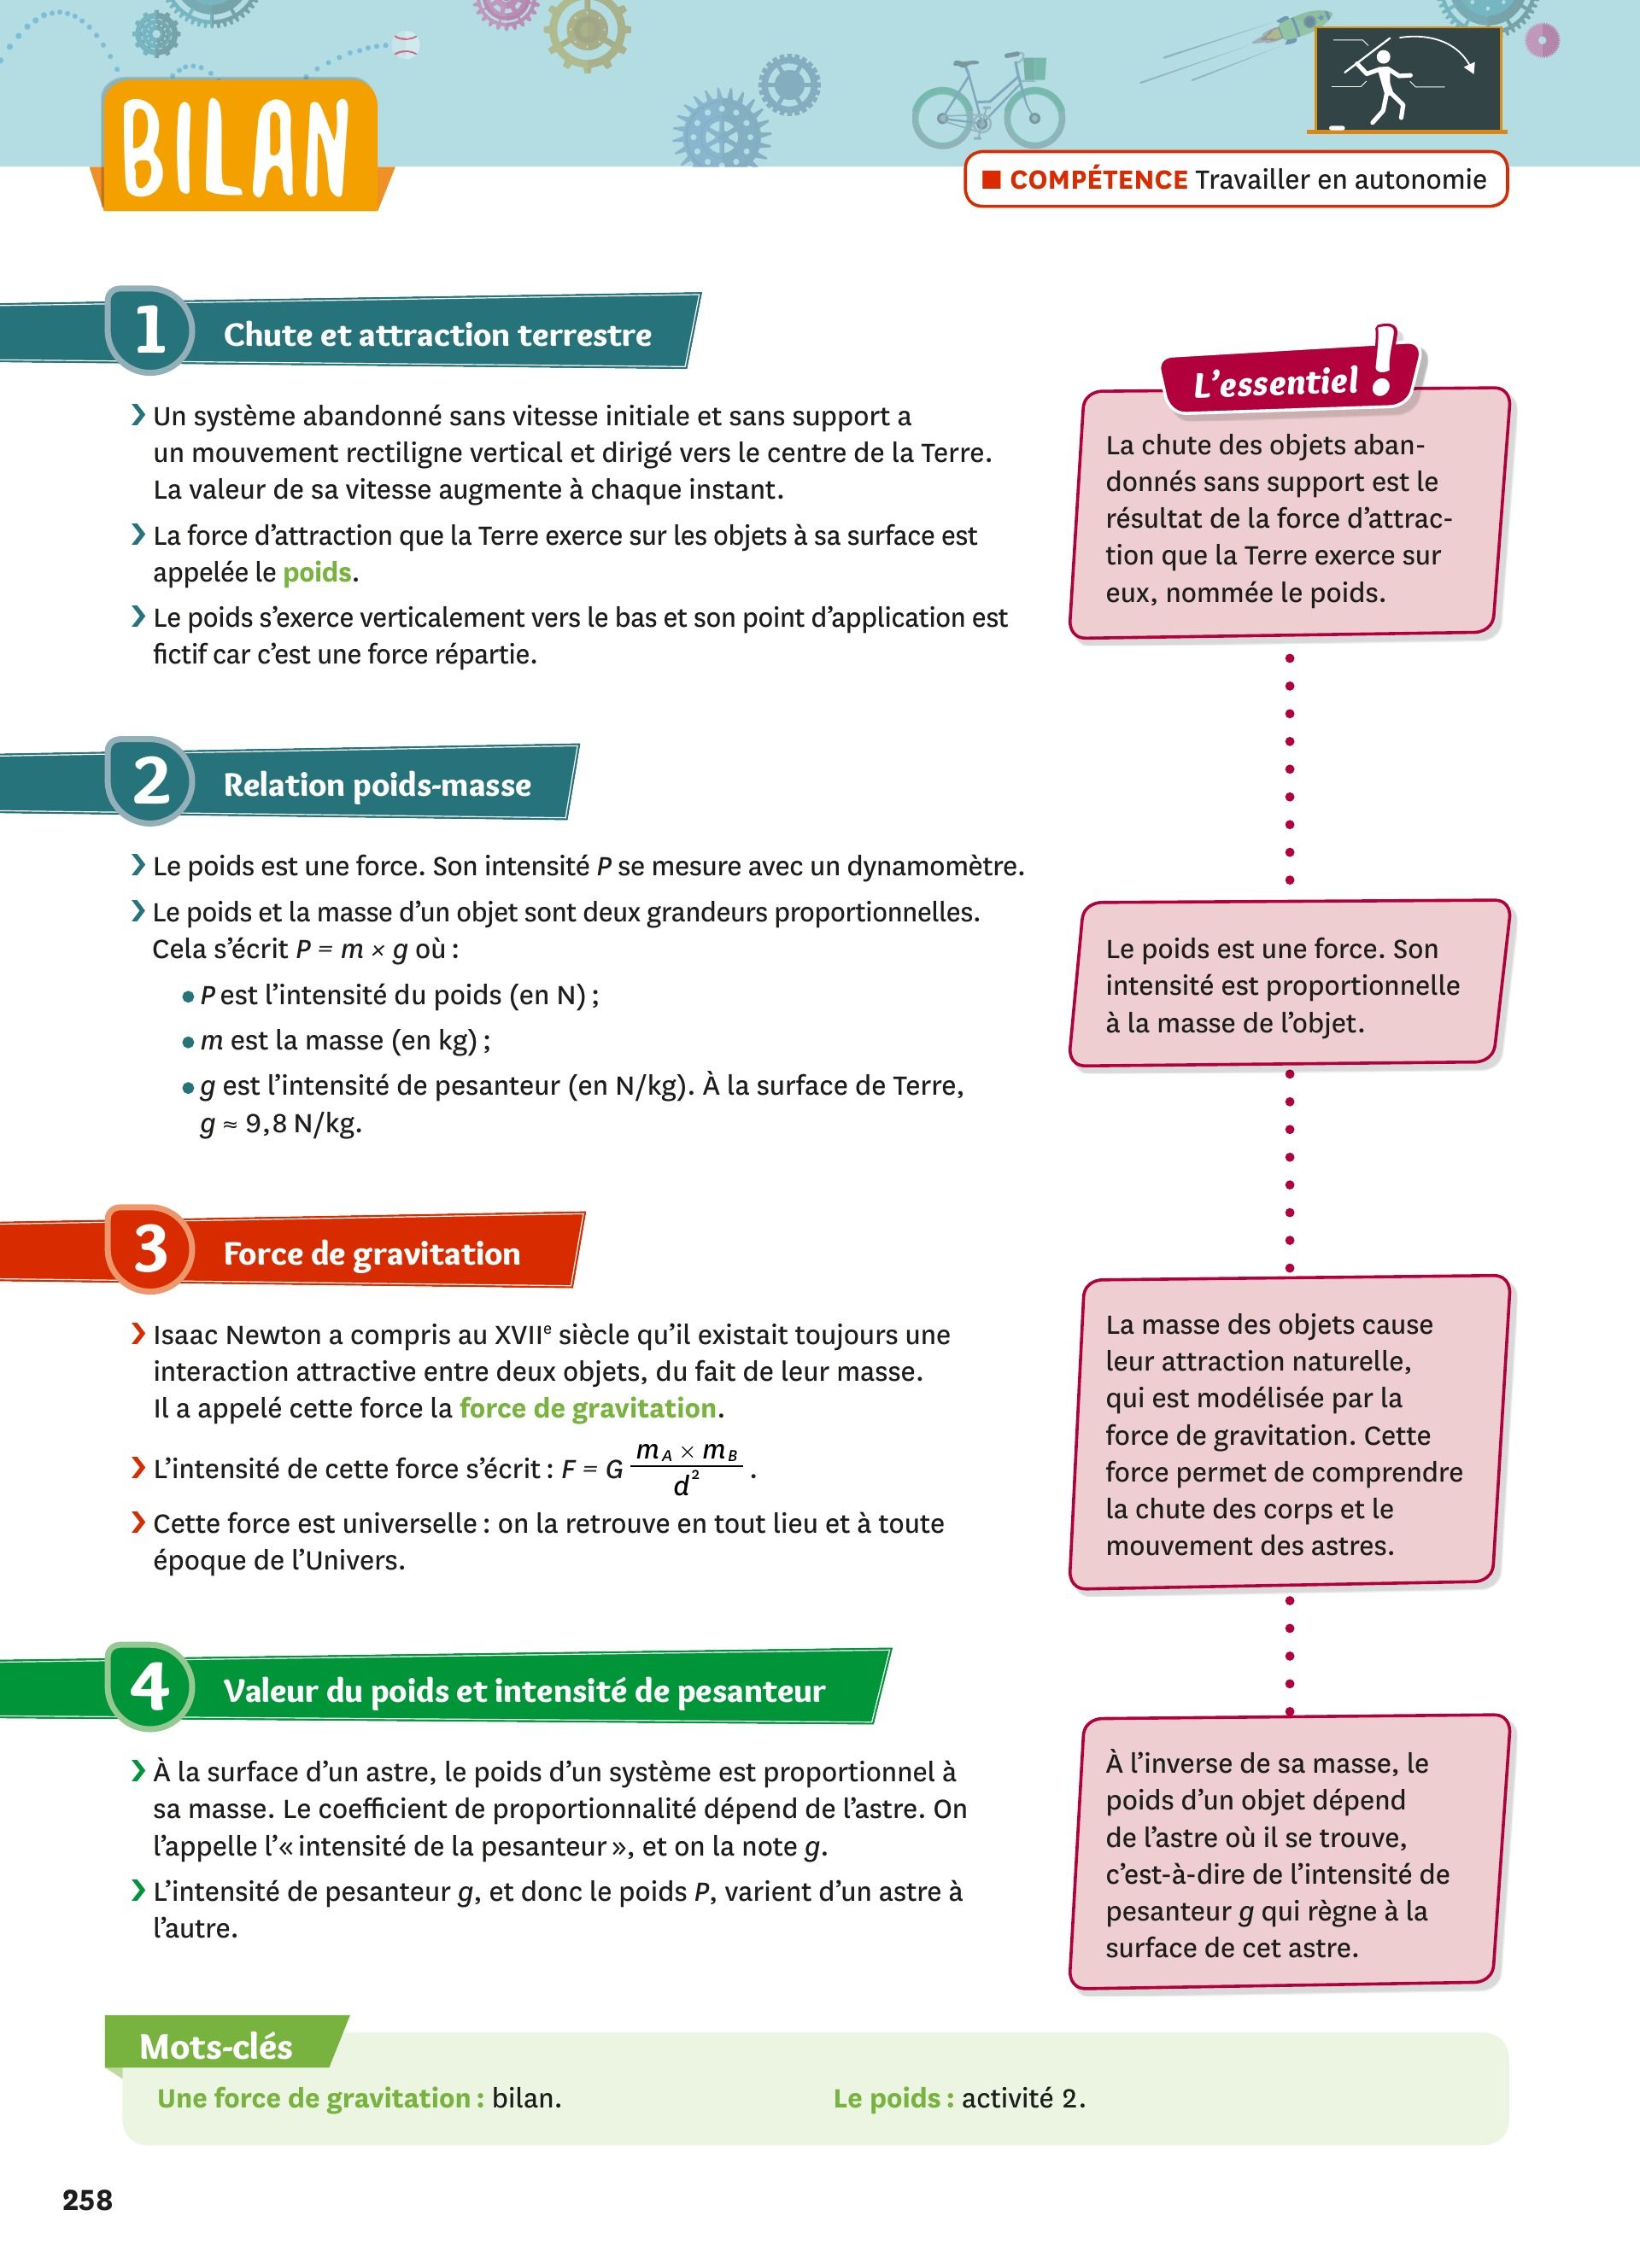 BILAN
■ COMPÉTENCE Travailler en autonomie
1 Chute et attraction terrestre
❯ Un système abandonné sans vitesse initiale et sans support a
un mouvement rectiligne vertical et dirigé vers le centre de la Terre.
La valeur de sa vitesse augmente à chaque instant.
❯ La force d’attraction que la Terre exerce sur les objets à sa surface est
appelée le poids.
❯ Le poids s’exerce verticalement vers le bas et son point d’application est
fictif car c’est une force répartie.
L’essentiel !
La chute des objets aban-
donnés sans support est le
résultat de la force d’attrac-
tion que la Terre exerce sur
eux, nommée le poids.
2 Relation poids-masse
❯ Le poids est une force. Son intensité P se mesure avec un dynamomètre.
❯ Le poids et la masse d’un objet sont deux grandeurs proportionnelles.
Cela s’écrit P = m × g où :
• P est l’intensité du poids (en N) ;
• m est la masse (en kg) ;
• g est l’intensité de pesanteur (en N/kg). À la surface de Terre,
g ≈ 9,8 N/kg.
Le poids est une force. Son
intensité est proportionnelle
à la masse de l’objet.
3 Force de gravitation
❯ Isaac Newton a compris au XVIIe siècle qu’il existait toujours une
interaction attractive entre deux objets, du fait de leur masse.
Il a appelé cette force la force de gravitation.
❯ L’intensité de cette force s’écrit : F = G (m_A × m_B) / d² .
❯ Cette force est universelle : on la retrouve en tout lieu et à toute
époque de l’Univers.
La masse des objets cause
leur attraction naturelle,
qui est modélisée par la
force de gravitation. Cette
force permet de comprendre
la chute des corps et le
mouvement des astres.
4 Valeur du poids et intensité de pesanteur
❯ À la surface d’un astre, le poids d’un système est proportionnel à
sa masse. Le coefficient de proportionnalité dépend de l’astre. On
l’appelle l’« intensité de la pesanteur », et on la note g.
❯ L’intensité de pesanteur g, et donc le poids P, varient d’un astre à
l’autre.
À l’inverse de sa masse, le
poids d’un objet dépend
de l’astre où il se trouve,
c’est-à-dire de l’intensité de
pesanteur g qui règne à la
surface de cet astre.
Mots-clés
Une force de gravitation : bilan.
Le poids : activité 2.
258